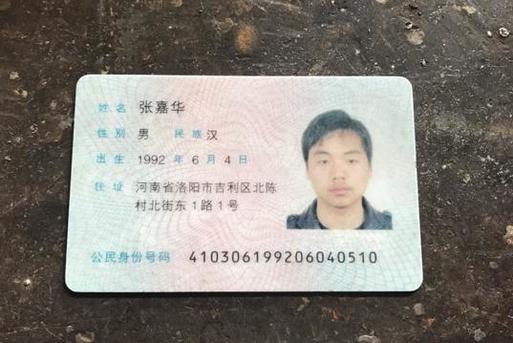 姓名 张嘉华
性别 男 民族 汉
出生 1992 年 6 月 4 日
住址 河南省洛阳市吉利区北陈
村北街东1路1号
公民身份号码 410306199206040510